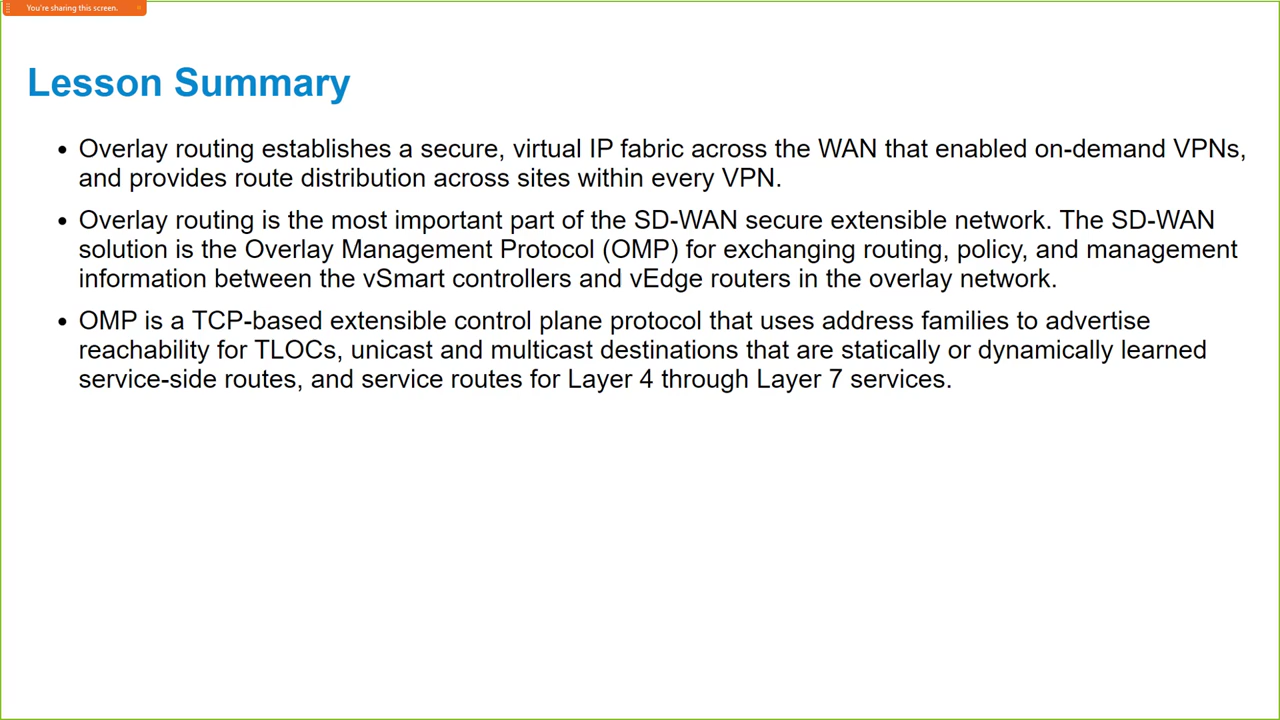 You're sharing this screen.
Lesson Summary
• Overlay routing establishes a secure, virtual IP fabric across the WAN that enabled on-demand VPNs,
and provides route distribution across sites within every VPN.
• Overlay routing is the most important part of the SD-WAN secure extensible network. The SD-WAN
solution is the Overlay Management Protocol (OMP) for exchanging routing, policy, and management
information between the vSmart controllers and vEdge routers in the overlay network.
• OMP is a TCP-based extensible control plane protocol that uses address families to advertise
reachability for TLOCs, unicast and multicast destinations that are statically or dynamically learned
service-side routes, and service routes for Layer 4 through Layer 7 services.